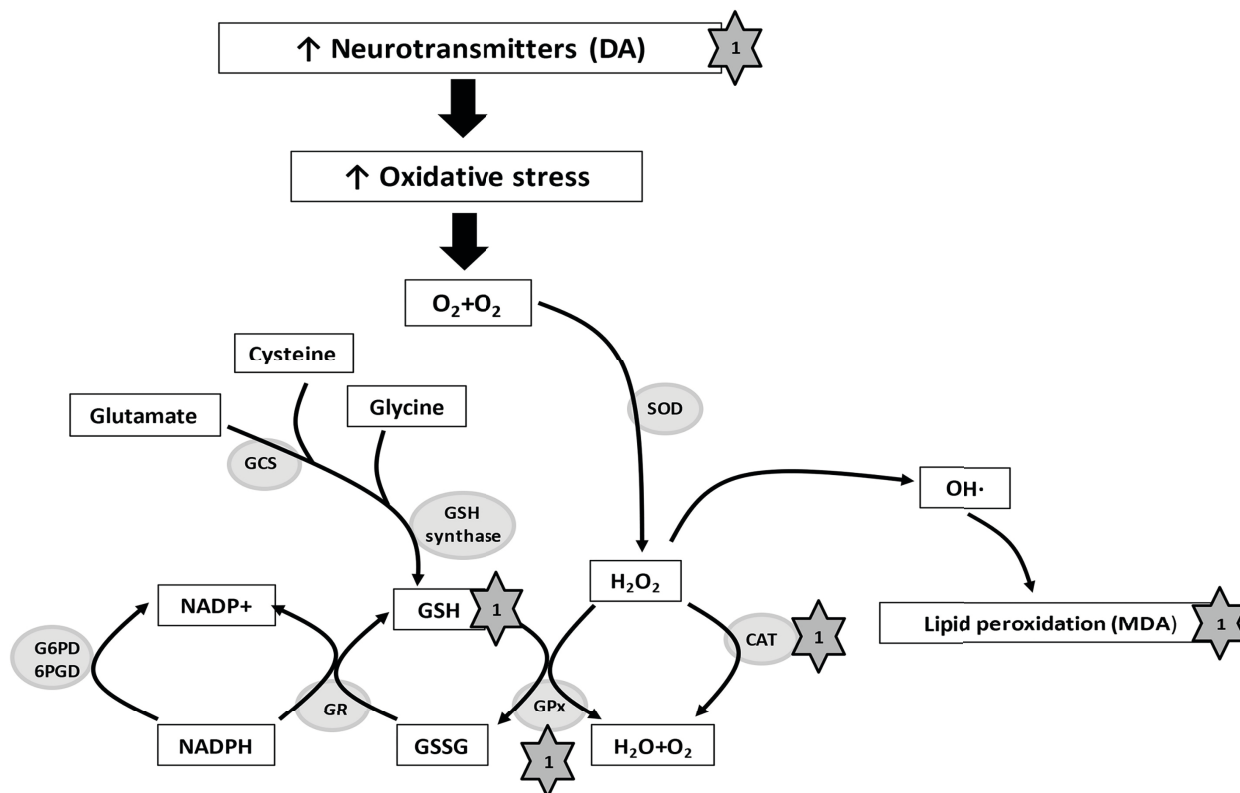 ↑ Neurotransmitters (DA)
1
↑ Oxidative stress
O₂+O₂
Cysteine
Glutamate
Glycine
SOD
GCS
GSH
synthase
OH·
H₂O₂
NADP+
GSH
1
Lipid peroxidation (MDA)
1
CAT
1
G6PD
6PGD
GR
GPx
NADPH
GSSG
1
H₂O+O₂